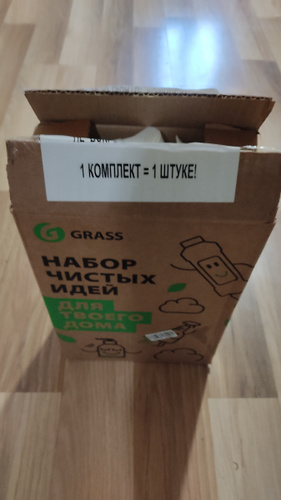 1 КОМПЛЕКТ = 1 ШТУКЕ!
GRASS
НАБОР
ЧИСТЫХ
ИДЕЙ
ДЛЯ
ТВОЕГО
ДОМА